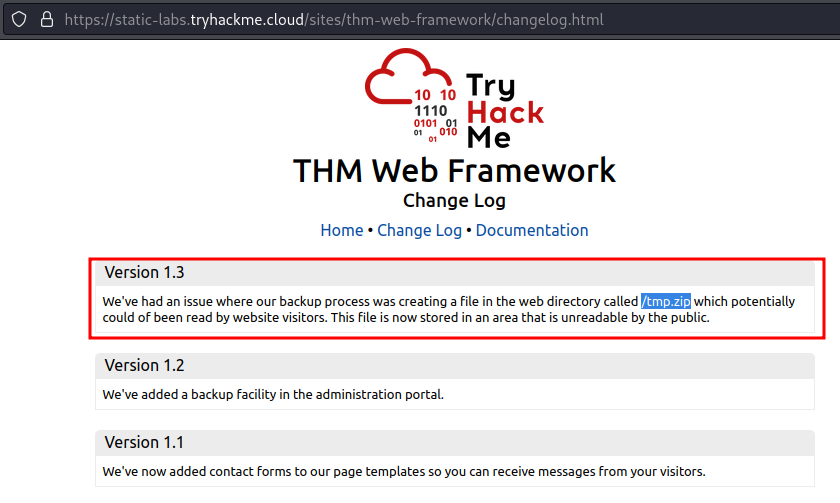 https://static-labs.tryhackme.cloud/sites/thm-web-framework/changelog.html
10 10
1110
0101 01
01 010
01
Try
Hack
Me
THM Web Framework
Change Log
Home • Change Log • Documentation
Version 1.3
We've had an issue where our backup process was creating a file in the web directory called /tmp.zip which potentially
could of been read by website visitors. This file is now stored in an area that is unreadable by the public.
Version 1.2
We've added a backup facility in the administration portal.
Version 1.1
We've now added contact forms to our page templates so you can receive messages from your visitors.